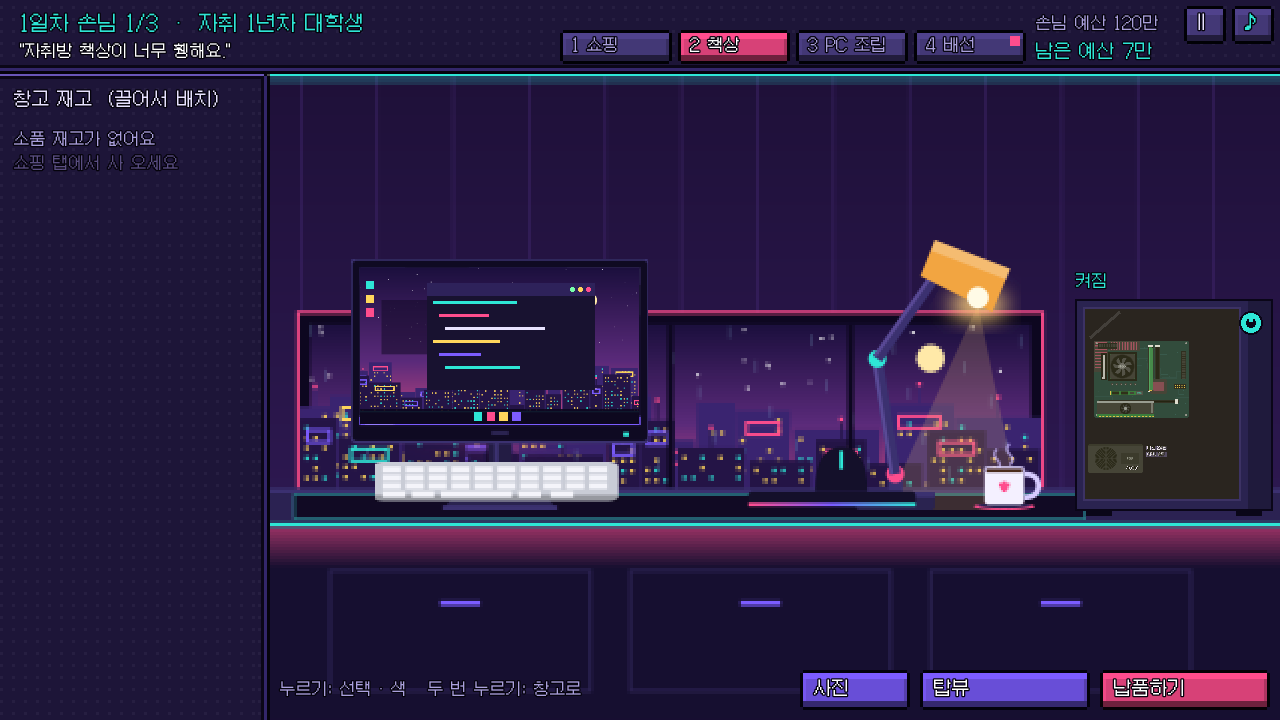 1일차 손님 1/3 · 자취 1년차 대학생
"자취방 책상이 너무 휑해요."
1 쇼핑
2 책상
3 PC 조립
4 배선
손님 예산 120만
남은 예산 7만
창고 재고 (끌어서 배치)
소품 재고가 없어요
쇼핑 탭에서 사 오세요
켜짐
누르기: 선택 · 색 두 번 누르기: 창고로
사진
탑뷰
납품하기